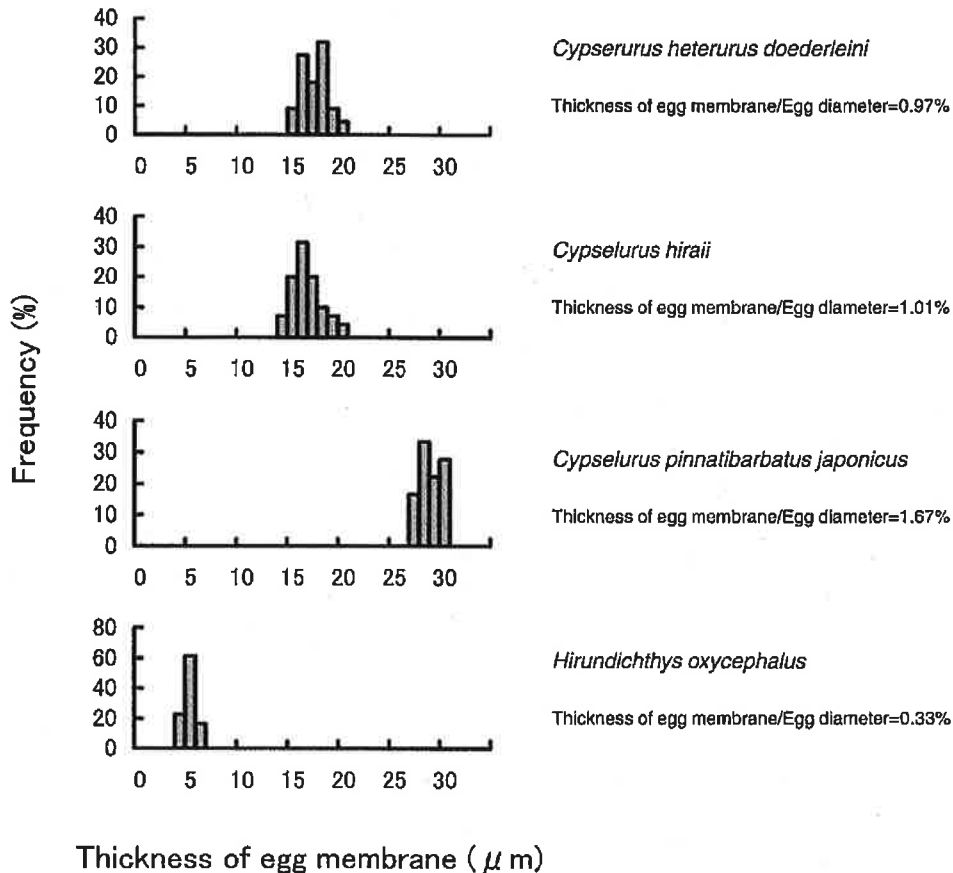 40
30
20
10
0
0 5 10 15 20 25 30
Cypserurus heterurus doederleini
Thickness of egg membrane/Egg diameter=0.97%
40
30
20
10
0
0 5 10 15 20 25 30
Cypselurus hiraii
Thickness of egg membrane/Egg diameter=1.01%
40
30
20
10
0
0 5 10 15 20 25 30
Cypselurus pinnatibarbatus japonicus
Thickness of egg membrane/Egg diameter=1.67%
80
60
40
20
0
0 5 10 15 20 25 30
Hirundichthys oxycephalus
Thickness of egg membrane/Egg diameter=0.33%
Frequency (%)
Thickness of egg membrane (μm)